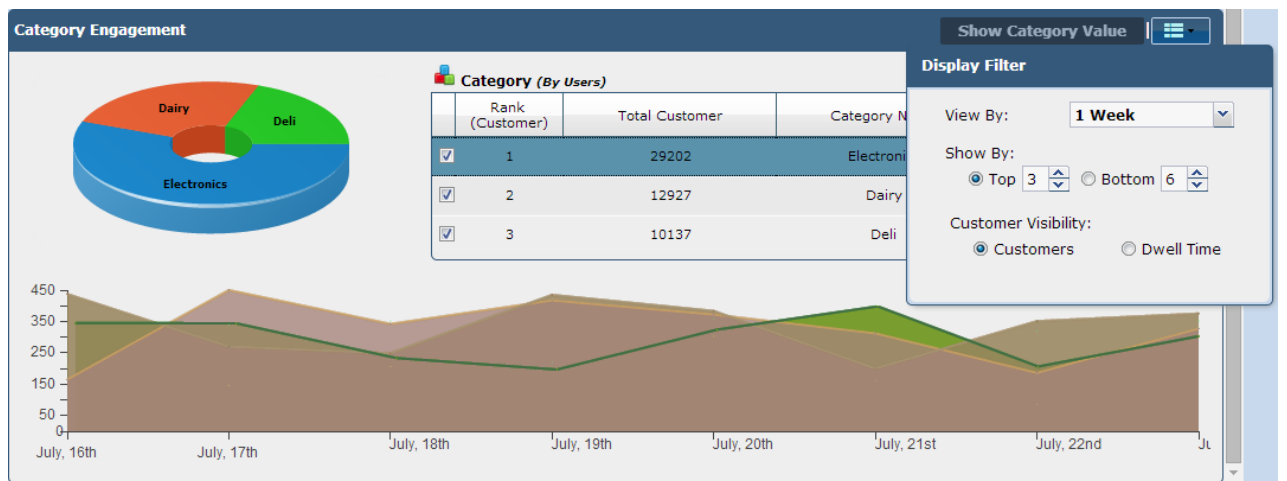 Category Engagement
Show Category Value
Display Filter
View By: 1 Week
Show By:
Top 3 Bottom 6
Customer Visibility:
Customers Dwell Time
Dairy
Deli
Electronics
Category (By Users)
Rank (Customer) Total Customer Category N
1 29202 Electroni
2 12927 Dairy
3 10137 Deli
450
350
250
150
50
0
July, 16th July, 17th July, 18th July, 19th July, 20th July, 21st July, 22nd Ju